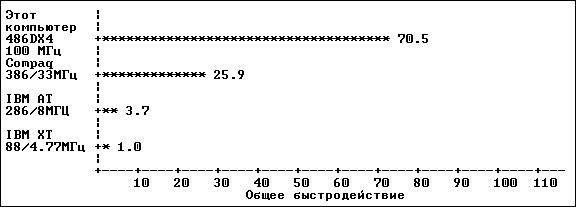 Этот
компьютер
486DX4
100 МГц
70.5
Compaq
386/33МГц
25.9
IBM AT
286/8МГЦ
3.7
IBM XT
88/4.77МГц
1.0
10 20 30 40 50 60 70 80 90 100 110
Общее быстродействие